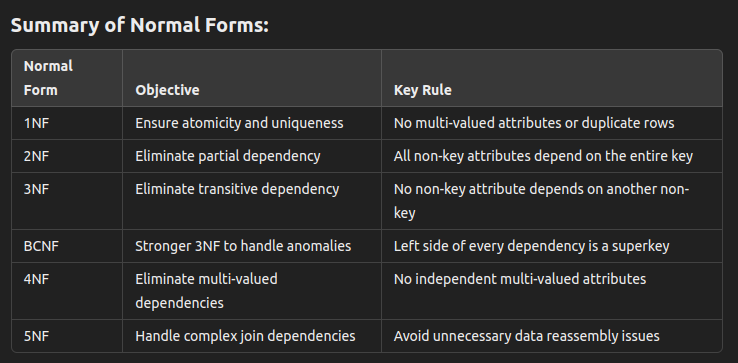 Summary of Normal Forms:
Normal
Form
Objective
Key Rule
1NF
Ensure atomicity and uniqueness
No multi-valued attributes or duplicate rows
2NF
Eliminate partial dependency
All non-key attributes depend on the entire key
3NF
Eliminate transitive dependency
No non-key attribute depends on another non-
key
BCNF
Stronger 3NF to handle anomalies
Left side of every dependency is a superkey
4NF
Eliminate multi-valued
dependencies
No independent multi-valued attributes
5NF
Handle complex join dependencies
Avoid unnecessary data reassembly issues